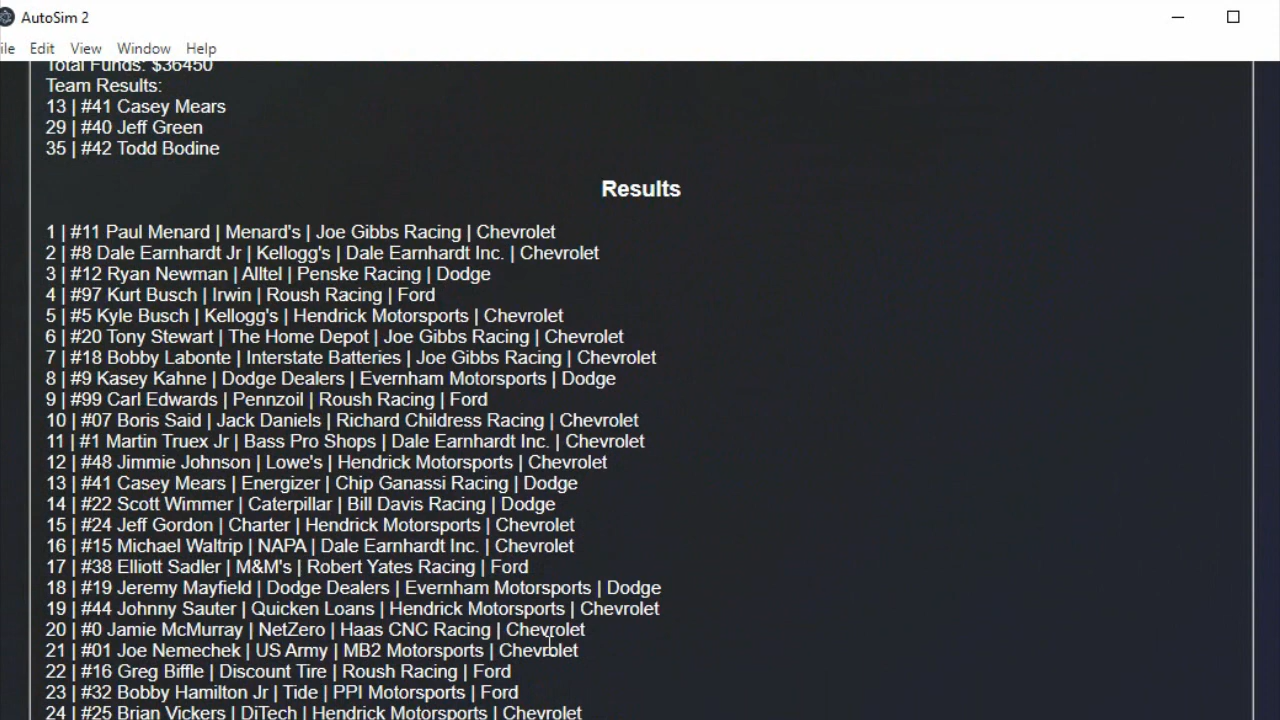 AutoSim 2
ile Edit View Window Help
Total Funds: $36450
Team Results:
13 | #41 Casey Mears
29 | #40 Jeff Green
35 | #42 Todd Bodine
Results
1 | #11 Paul Menard | Menard's | Joe Gibbs Racing | Chevrolet
2 | #8 Dale Earnhardt Jr | Kellogg's | Dale Earnhardt Inc. | Chevrolet
3 | #12 Ryan Newman | Alltel | Penske Racing | Dodge
4 | #97 Kurt Busch | Irwin | Roush Racing | Ford
5 | #5 Kyle Busch | Kellogg's | Hendrick Motorsports | Chevrolet
6 | #20 Tony Stewart | The Home Depot | Joe Gibbs Racing | Chevrolet
7 | #18 Bobby Labonte | Interstate Batteries | Joe Gibbs Racing | Chevrolet
8 | #9 Kasey Kahne | Dodge Dealers | Evernham Motorsports | Dodge
9 | #99 Carl Edwards | Pennzoil | Roush Racing | Ford
10 | #07 Boris Said | Jack Daniels | Richard Childress Racing | Chevrolet
11 | #1 Martin Truex Jr | Bass Pro Shops | Dale Earnhardt Inc. | Chevrolet
12 | #48 Jimmie Johnson | Lowe's | Hendrick Motorsports | Chevrolet
13 | #41 Casey Mears | Energizer | Chip Ganassi Racing | Dodge
14 | #22 Scott Wimmer | Caterpillar | Bill Davis Racing | Dodge
15 | #24 Jeff Gordon | Charter | Hendrick Motorsports | Chevrolet
16 | #15 Michael Waltrip | NAPA | Dale Earnhardt Inc. | Chevrolet
17 | #38 Elliott Sadler | M&M's | Robert Yates Racing | Ford
18 | #19 Jeremy Mayfield | Dodge Dealers | Evernham Motorsports | Dodge
19 | #44 Johnny Sauter | Quicken Loans | Hendrick Motorsports | Chevrolet
20 | #0 Jamie McMurray | NetZero | Haas CNC Racing | Chevrolet
21 | #01 Joe Nemechek | US Army | MB2 Motorsports | Chevrolet
22 | #16 Greg Biffle | Discount Tire | Roush Racing | Ford
23 | #32 Bobby Hamilton Jr | Tide | PPI Motorsports | Ford
24 | #25 Brian Vickers | DiTech | Hendrick Motorsports | Chevrolet